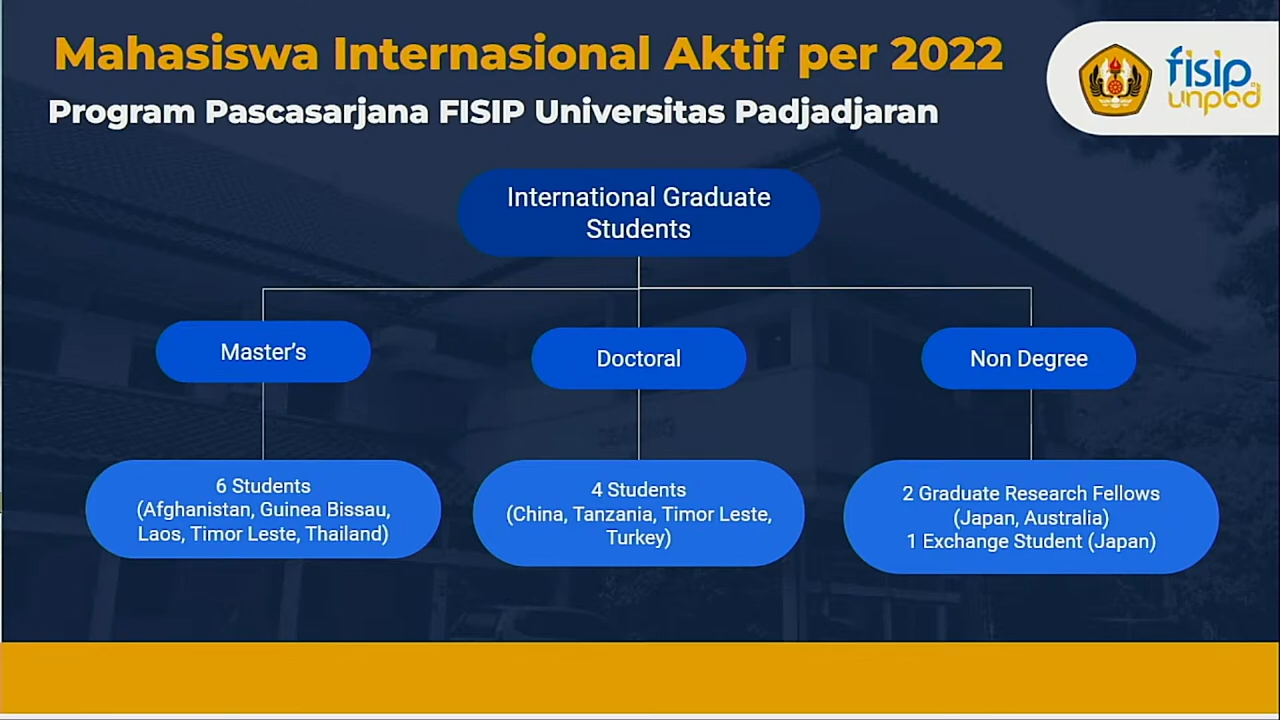 Mahasiswa Internasional Aktif per 2022
Program Pascasarjana FISIP Universitas Padjadjaran
fisip
unpad
International Graduate
Students
Master's
Doctoral
Non Degree
6 Students
(Afghanistan, Guinea Bissau,
Laos, Timor Leste, Thailand)
4 Students
(China, Tanzania, Timor Leste,
Turkey)
2 Graduate Research Fellows
(Japan, Australia)
1 Exchange Student (Japan)